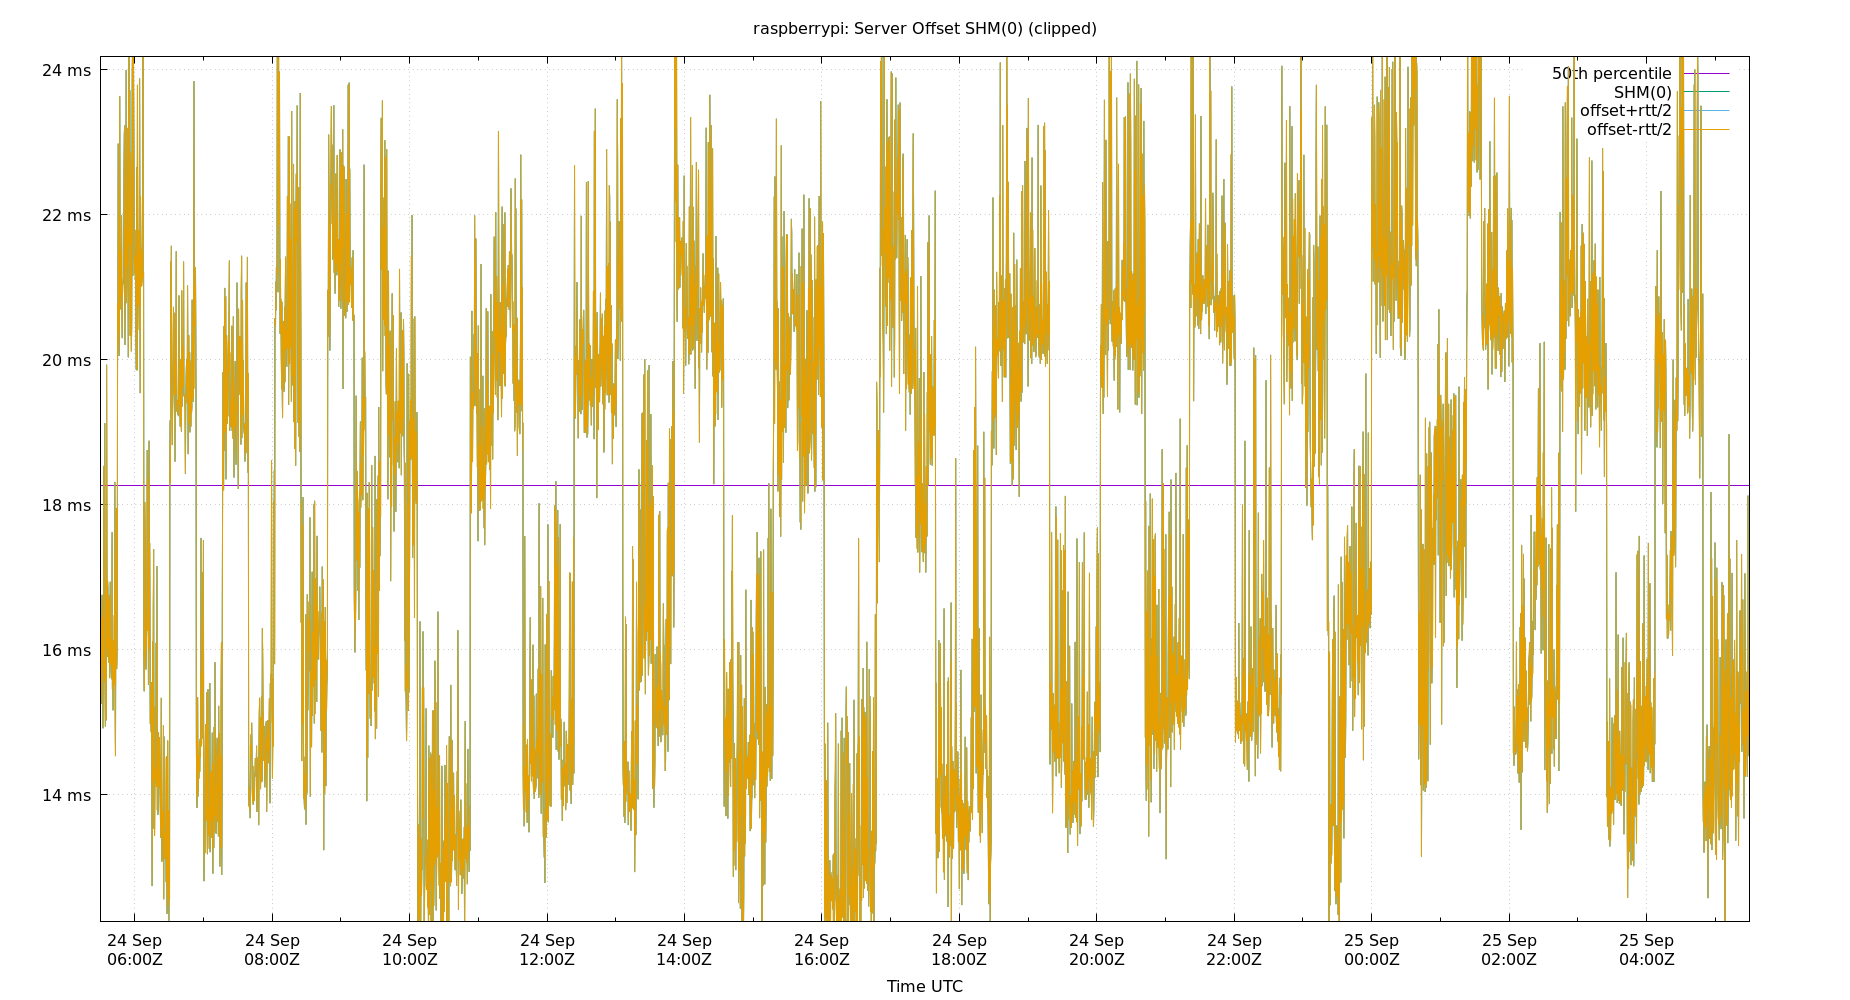 raspberrypi: Server Offset SHM(0) (clipped)
24 ms
22 ms
20 ms
18 ms
16 ms
14 ms
50th percentile
SHM(0)
offset+rtt/2
offset-rtt/2
24 Sep 24 Sep 24 Sep 24 Sep 24 Sep 24 Sep 24 Sep 24 Sep 24 Sep 25 Sep 25 Sep 25 Sep
06:00Z 08:00Z 10:00Z 12:00Z 14:00Z 16:00Z 18:00Z 20:00Z 22:00Z 00:00Z 02:00Z 04:00Z
Time UTC